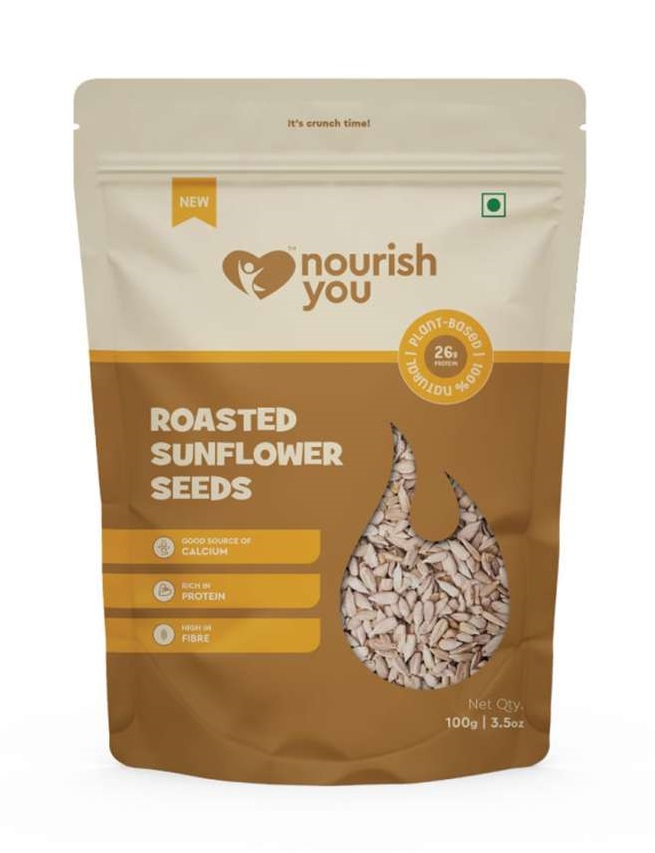 It's crunch time!
NEW
™
nourish
you
PLANT-BASED | 100% NATURAL |
26g
PROTEIN
ROASTED
SUNFLOWER
SEEDS
GOOD SOURCE OF
CALCIUM
RICH IN
PROTEIN
HIGH IN
FIBRE
Net Qty.
100g | 3.5oz